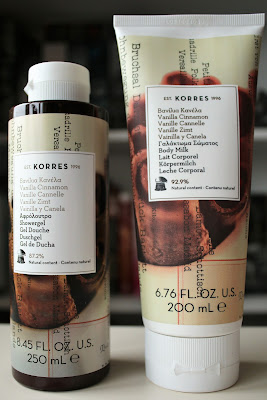 EST. KORRES 1996
Βανίλια Κανέλα
Vanilla Cinnamon
Vanille Cannelle
Vanille Zimt
Vainilla y Canela
Αφρόλουτρο
Showergel
Gel Douche
Duschgel
Gel de Ducha
87.2%
Natural content · Contenu naturel
8.45 FL. OZ. U.S.
250 mL ℮
Bruchsal
EST. KORRES 1996
Βανίλια Κανέλα
Vanilla Cinnamon
Vanille Cannelle
Vanille Zimt
Vainilla y Canela
Γαλάκτωμα Σώματος
Body Milk
Lait Corporel
Körpermilch
Leche Corporal
92.9%
Natural content · Contenu naturel
6.76 FL. OZ. U.S.
200 mL ℮